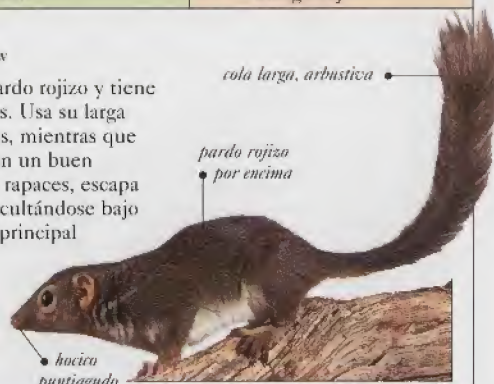 ardo rojizo y tiene
s. Usa su larga
s, mientras que
n un buen
rapaces, escapa
cultándose bajo
principal
cola larga, arbustiva
pardo rojizo
por encima
hocico
puntiagudo